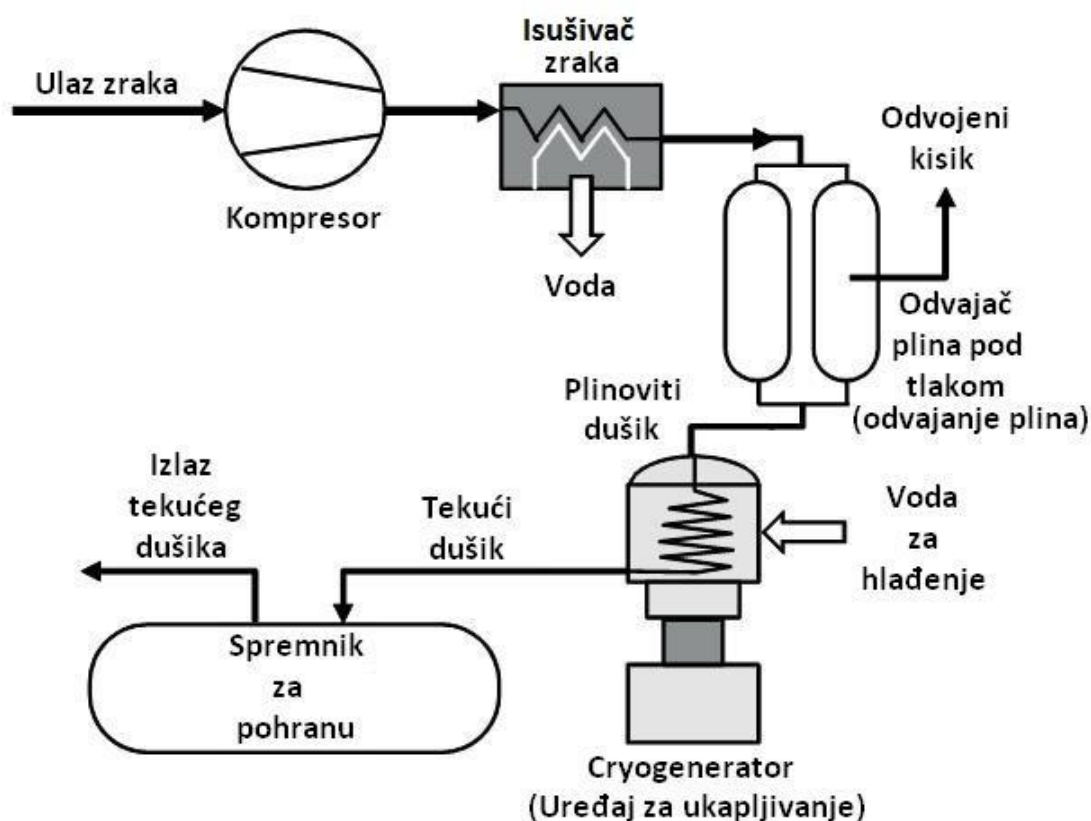 Ulaz zraka
Kompresor
Isušivač
zraka
Voda
Odvojeni
kisik
Odvajač
plina pod
tlakom
(odvajanje plina)
Plinoviti
dušik
Voda
za
hlađenje
Tekući
dušik
Izlaz
tekućeg
dušika
Spremnik
za
pohranu
Cryogenerator
(Uređaj za ukapljivanje)